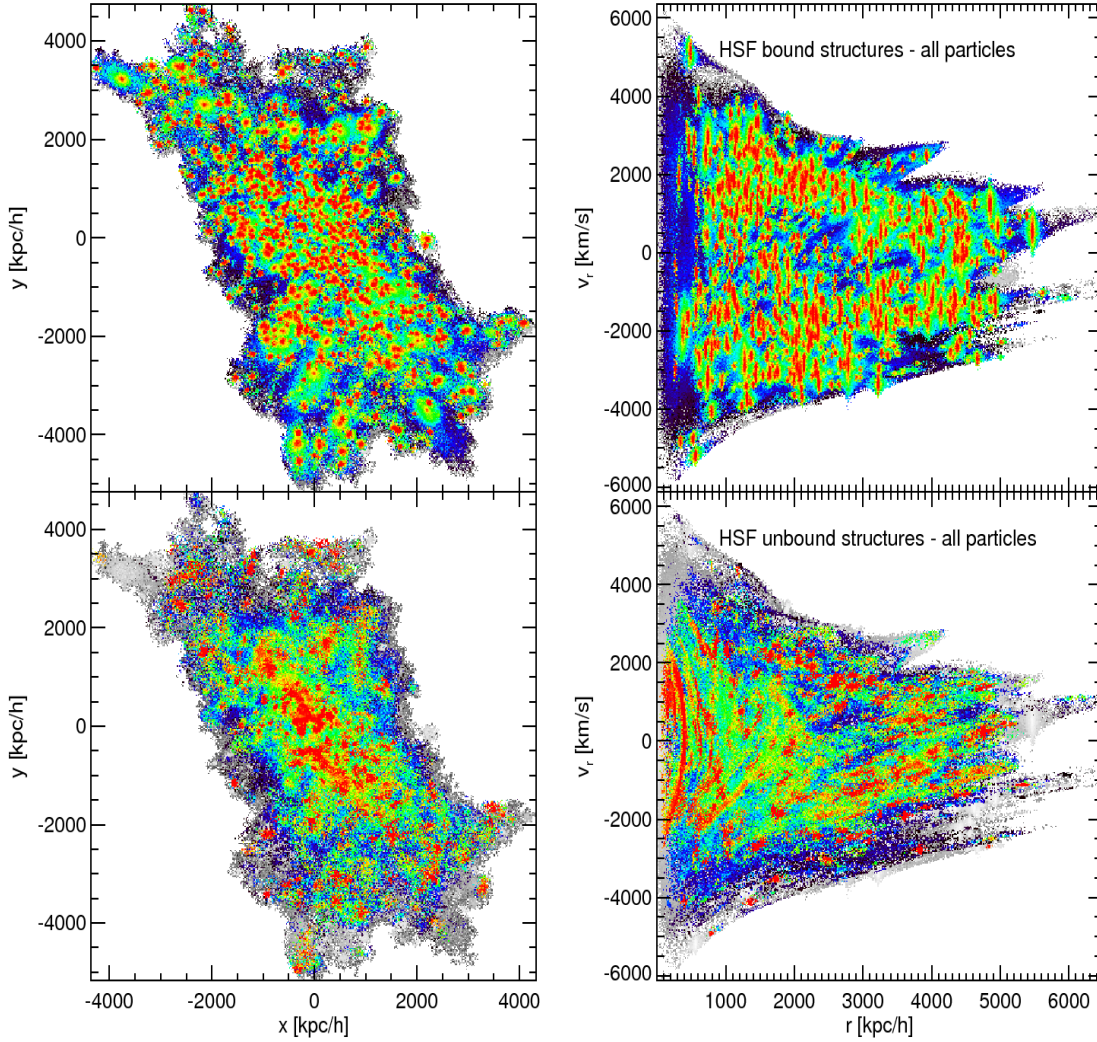 4000
2000
0
-2000
-4000
y [kpc/h]
6000
4000
2000
0
-2000
-4000
-6000
v_r [km/s]
HSF bound structures - all particles
4000
2000
0
-2000
-4000
y [kpc/h]
-4000 -2000 0 2000 4000
x [kpc/h]
6000
4000
2000
0
-2000
-4000
-6000
v_r [km/s]
HSF unbound structures - all particles
1000 2000 3000 4000 5000 6000
r [kpc/h]